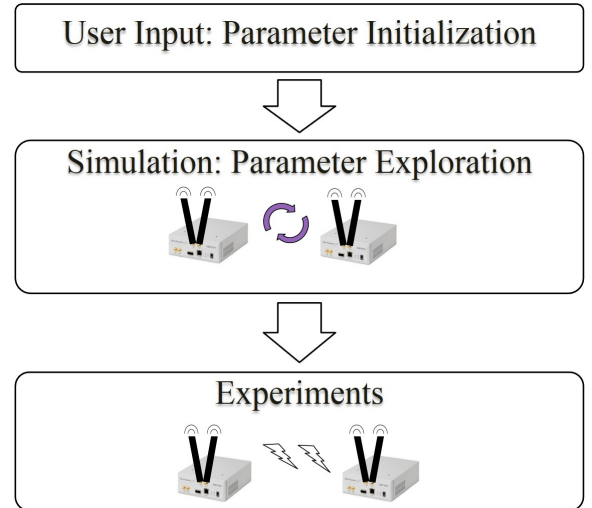 User Input: Parameter Initialization
Simulation: Parameter Exploration
Experiments